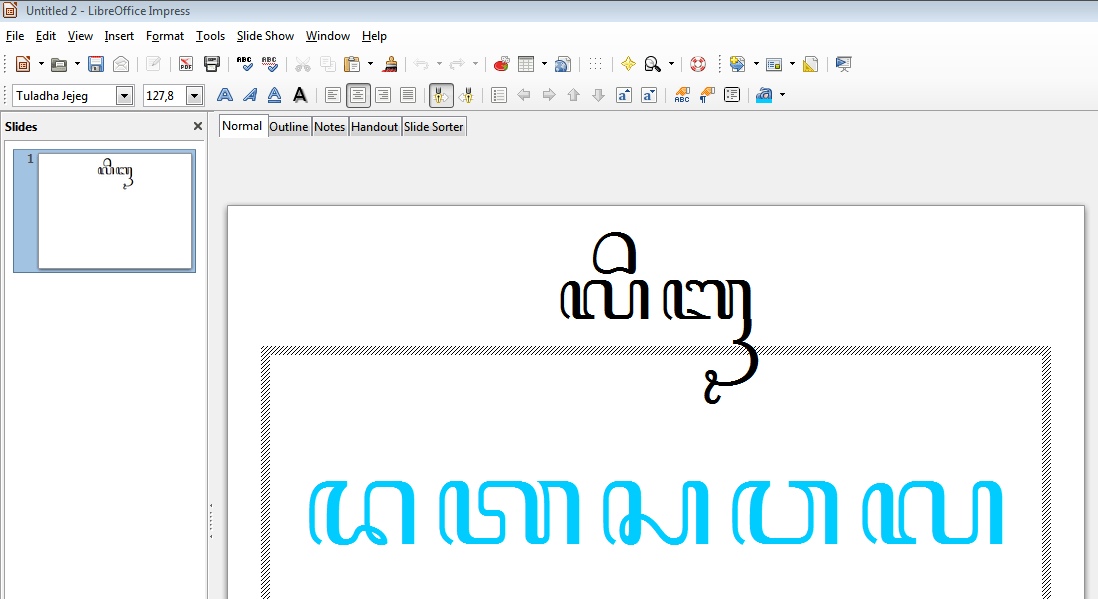 Untitled 2 - LibreOffice Impress
File Edit View Insert Format Tools Slide Show Window Help
Tuladha Jejeg 127,8
Slides
Normal Outline Notes Handout Slide Sorter
1
ꦢꦠꦱꦮꦭ